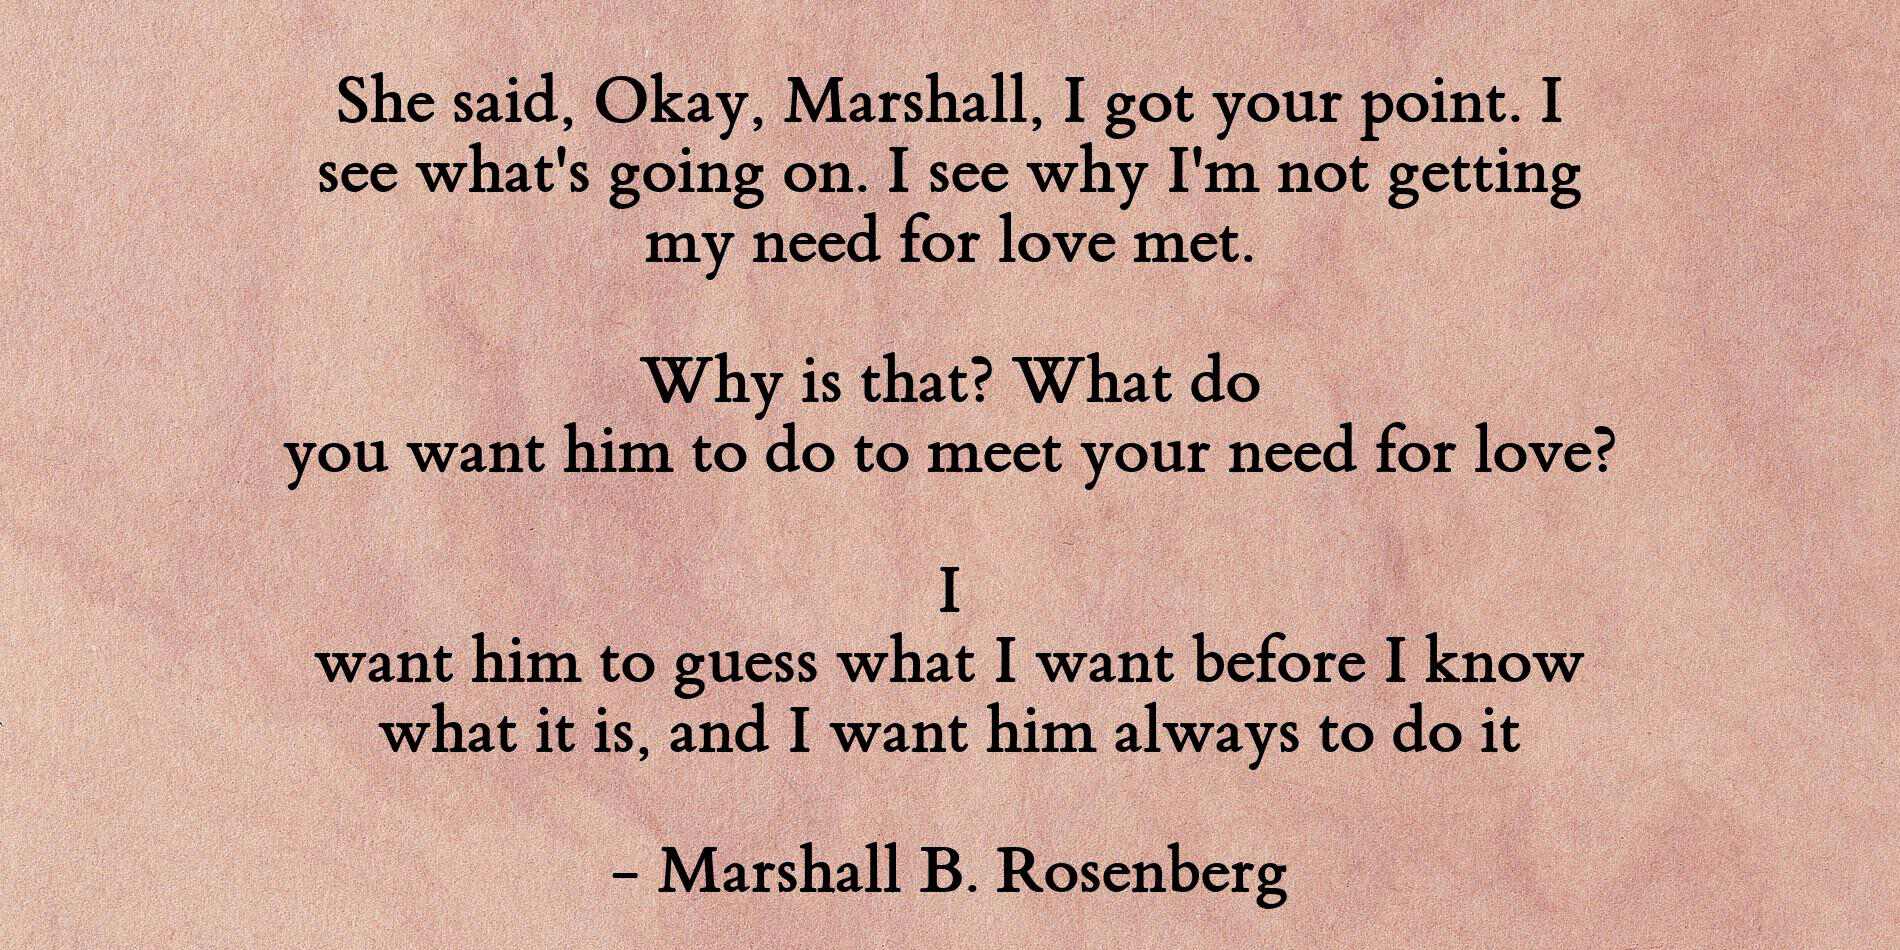 She said, Okay, Marshall, I got your point. I
see what's going on. I see why I'm not getting
my need for love met.
Why is that? What do
you want him to do to meet your need for love?
I
want him to guess what I want before I know
what it is, and I want him always to do it
– Marshall B. Rosenberg